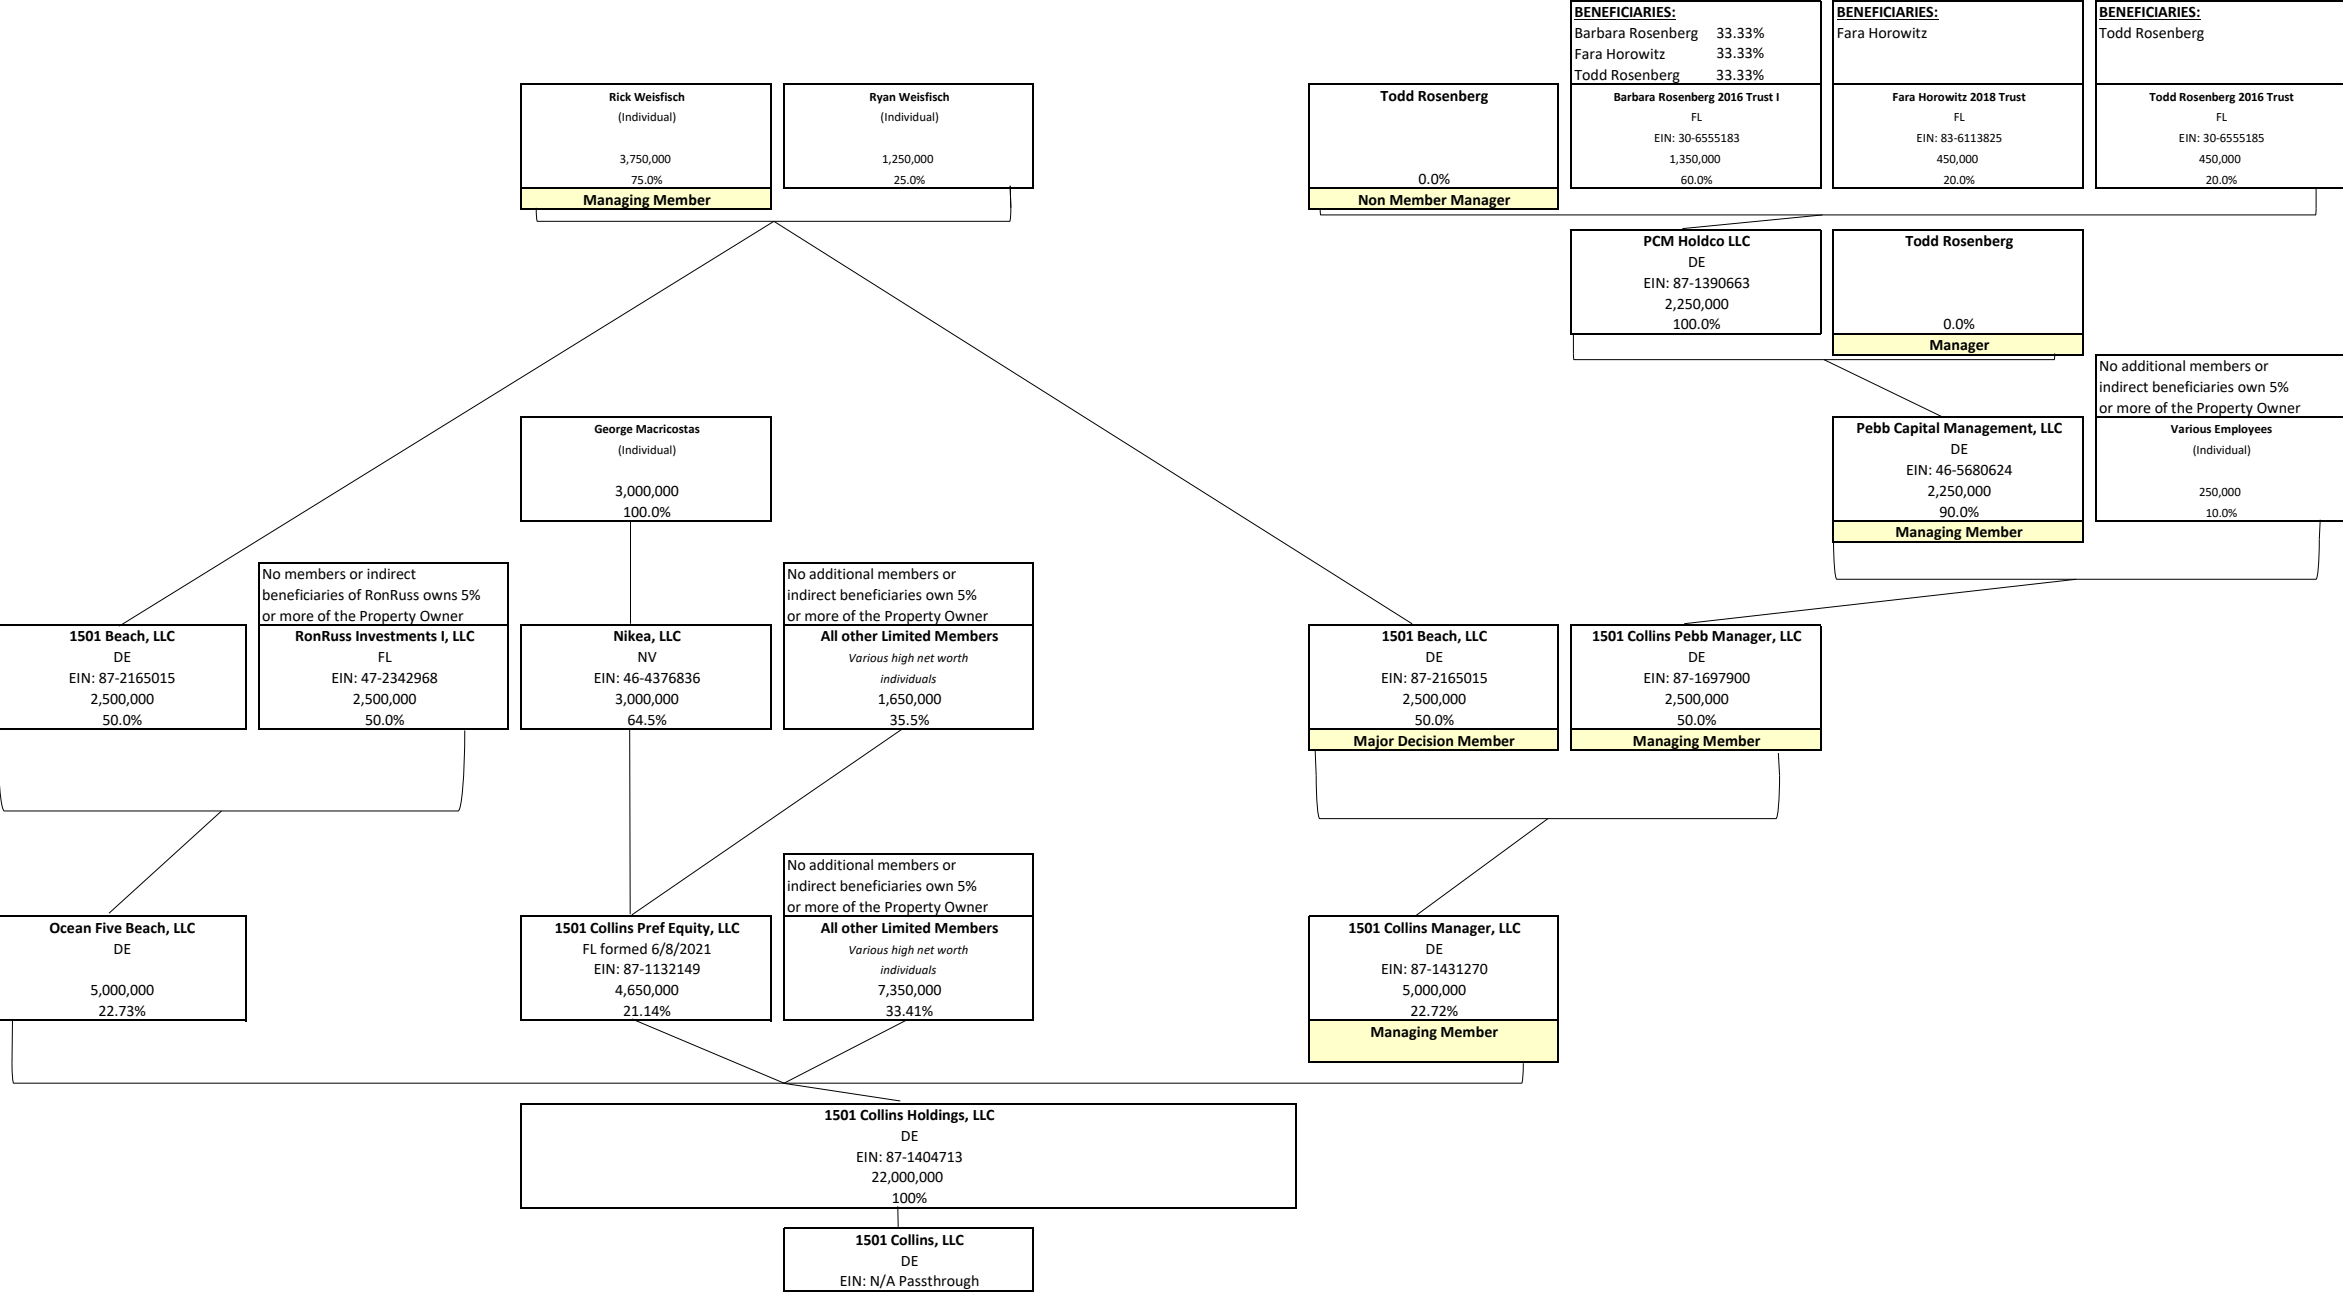 BENEFICIARIES:
Barbara Rosenberg 33.33%
Fara Horowitz 33.33%
Todd Rosenberg 33.33%
BENEFICIARIES:
Fara Horowitz
BENEFICIARIES:
Todd Rosenberg
Rick Weisfisch
(Individual)
3,750,000
75.0%
Managing Member
Ryan Weisfisch
(Individual)
1,250,000
25.0%
Todd Rosenberg
0.0%
Non Member Manager
Barbara Rosenberg 2016 Trust I
FL
EIN: 30-6555183
1,350,000
60.0%
Fara Horowitz 2018 Trust
FL
EIN: 83-6113825
450,000
20.0%
Todd Rosenberg 2016 Trust
FL
EIN: 30-6555185
450,000
20.0%
PCM Holdco LLC
DE
EIN: 87-1390663
2,250,000
100.0%
Todd Rosenberg
0.0%
Manager
No additional members or
indirect beneficiaries own 5%
or more of the Property Owner
George Macricostas
(Individual)
3,000,000
100.0%
Pebb Capital Management, LLC
DE
EIN: 46-5680624
2,250,000
90.0%
Managing Member
Various Employees
(Individual)
250,000
10.0%
No members or indirect
beneficiaries of RonRuss owns 5%
or more of the Property Owner
No additional members or
indirect beneficiaries own 5%
or more of the Property Owner
1501 Beach, LLC
DE
EIN: 87-2165015
2,500,000
50.0%
RonRuss Investments I, LLC
FL
EIN: 47-2342968
2,500,000
50.0%
Nikea, LLC
NV
EIN: 46-4376836
3,000,000
64.5%
All other Limited Members
Various high net worth
individuals
1,650,000
35.5%
1501 Beach, LLC
DE
EIN: 87-2165015
2,500,000
50.0%
Major Decision Member
1501 Collins Pebb Manager, LLC
DE
EIN: 87-1697900
2,500,000
50.0%
Managing Member
No additional members or
indirect beneficiaries own 5%
or more of the Property Owner
Ocean Five Beach, LLC
DE
5,000,000
22.73%
1501 Collins Pref Equity, LLC
FL formed 6/8/2021
EIN: 87-1132149
4,650,000
21.14%
All other Limited Members
Various high net worth
individuals
7,350,000
33.41%
1501 Collins Manager, LLC
DE
EIN: 87-1431270
5,000,000
22.72%
Managing Member
1501 Collins Holdings, LLC
DE
EIN: 87-1404713
22,000,000
100%
1501 Collins, LLC
DE
EIN: N/A Passthrough